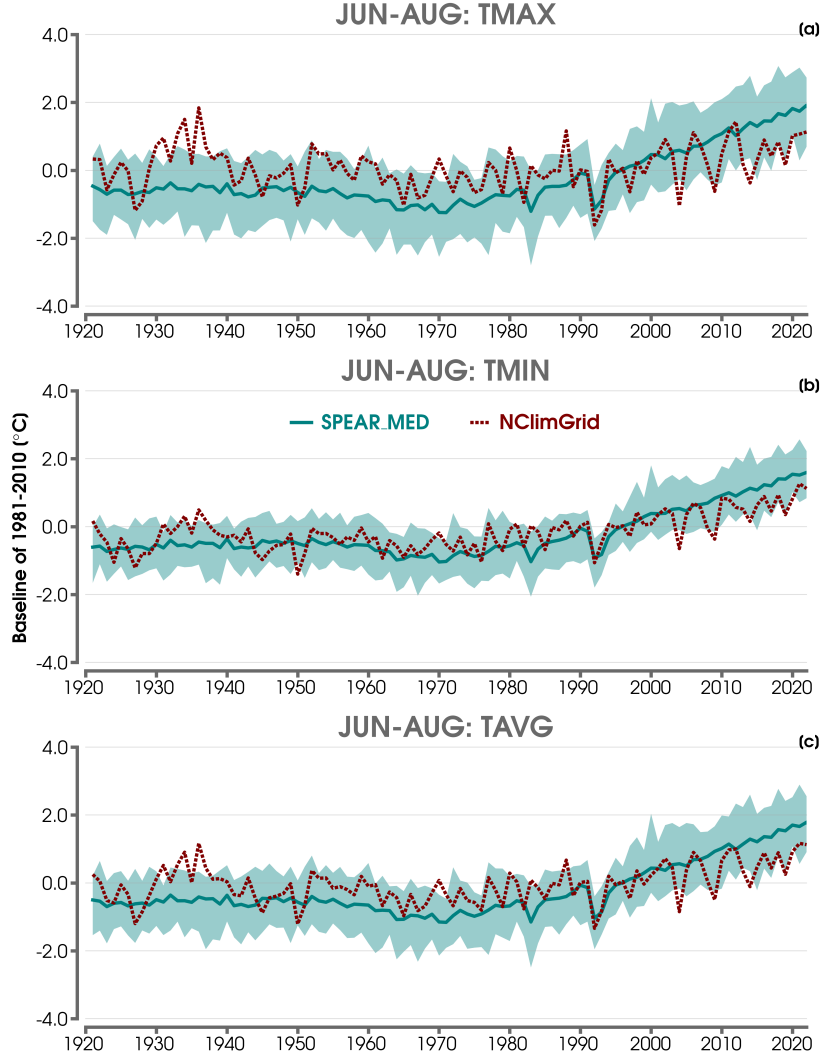 JUN-AUG: TMAX
(a)
4.0
2.0
0.0
-2.0
-4.0
1920 1930 1940 1950 1960 1970 1980 1990 2000 2010 2020
JUN-AUG: TMIN
(b)
4.0
SPEAR_MED NClimGrid
2.0
0.0
-2.0
-4.0
Baseline of 1981-2010 (°C)
1920 1930 1940 1950 1960 1970 1980 1990 2000 2010 2020
JUN-AUG: TAVG
(c)
4.0
2.0
0.0
-2.0
-4.0
1920 1930 1940 1950 1960 1970 1980 1990 2000 2010 2020